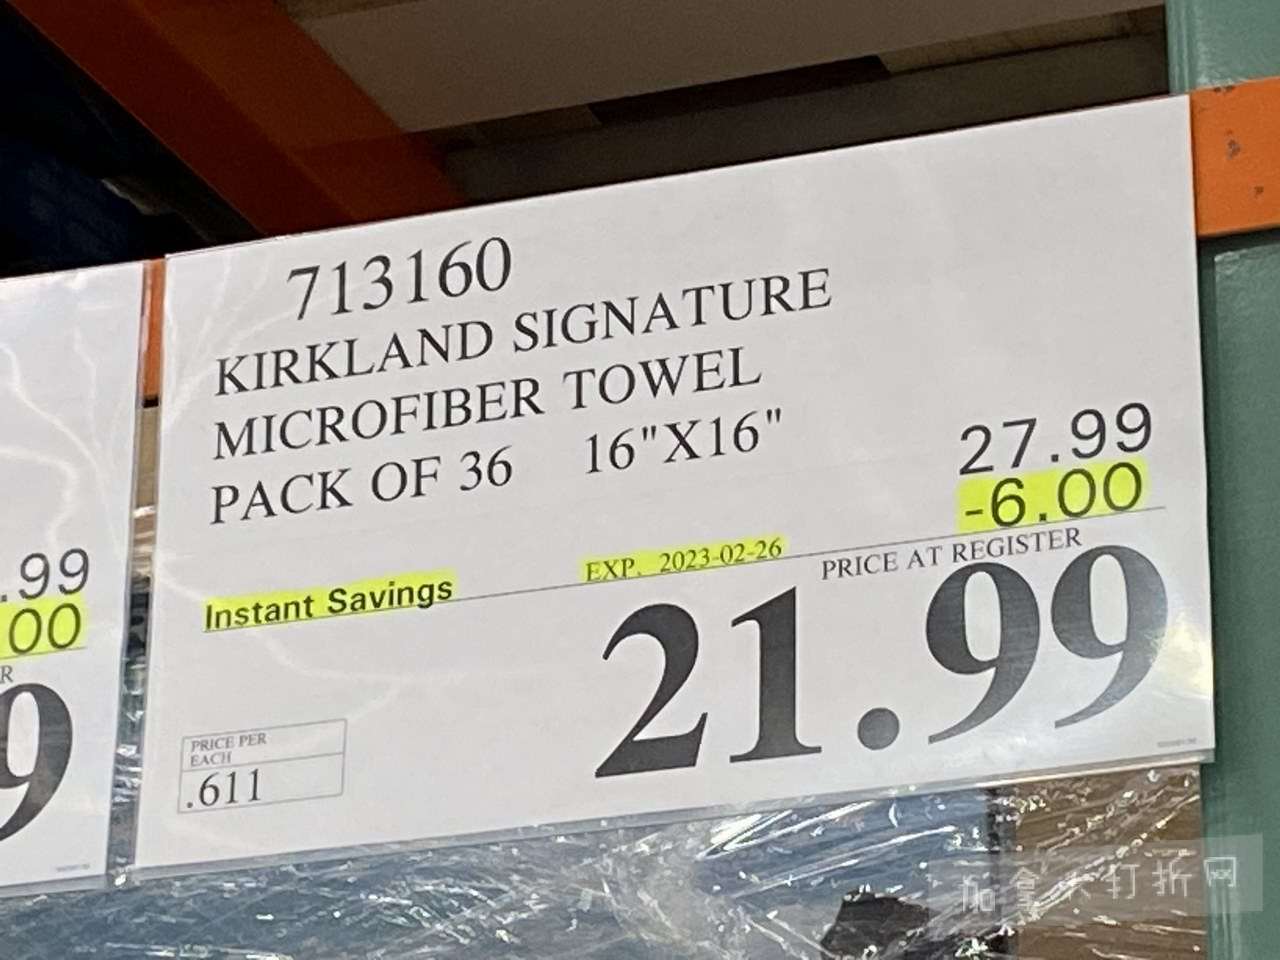 713160
KIRKLAND SIGNATURE
MICROFIBER TOWEL
PACK OF 36 16"X16"
27.99
-6.00
Instant Savings
EXP. 2023-02-26
PRICE AT REGISTER
21.99
PRICE PER
EACH
.611
.99
00
R
9
加拿大打折网